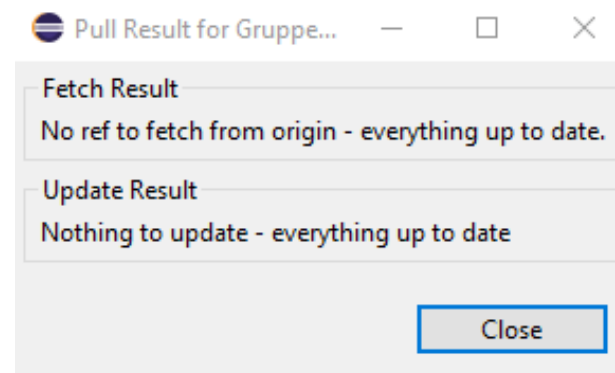 Pull Result for Gruppe...
Fetch Result
No ref to fetch from origin - everything up to date.
Update Result
Nothing to update - everything up to date
Close